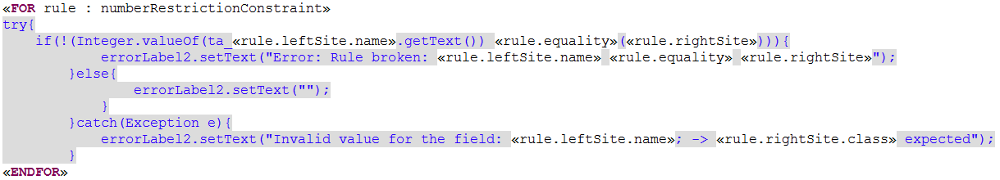 «FOR rule : numberRestrictionConstraint»
try{
if(!(Integer.valueOf(ta_«rule.leftSite.name».getText()) «rule.equality»(«rule.rightSite»))){
errorLabel2.setText("Error: Rule broken: «rule.leftSite.name» «rule.equality» «rule.rightSite»");
}else{
errorLabel2.setText("");
}
}catch(Exception e){
errorLabel2.setText("Invalid value for the field: «rule.leftSite.name»; -> «rule.rightSite.class» expected");
}
«ENDFOR»